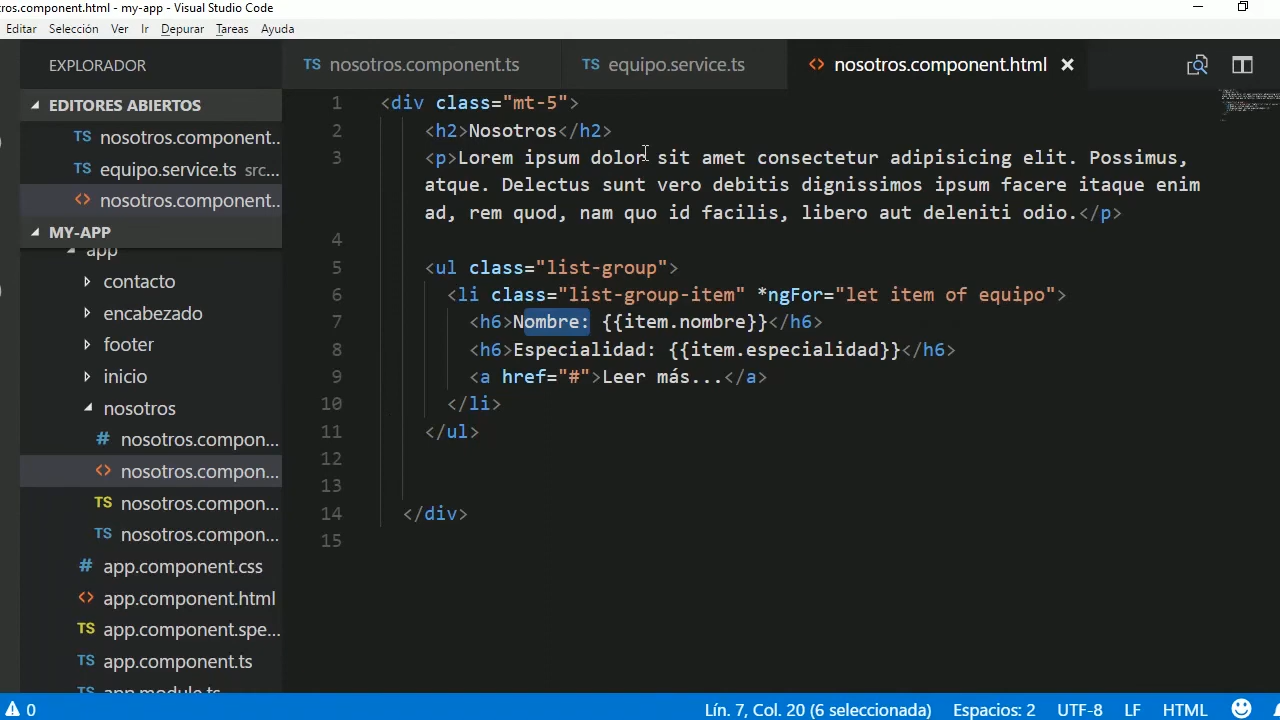 ros.component.html - my-app - Visual Studio Code
Editar Selección Ver Ir Depurar Tareas Ayuda
EXPLORADOR
EDITORES ABIERTOS
TS nosotros.component....
TS equipo.service.ts src...
<> nosotros.component...
MY-APP
app
contacto
encabezado
footer
inicio
nosotros
# nosotros.compon...
<> nosotros.compon...
TS nosotros.compon...
TS nosotros.compon...
# app.component.css
<> app.component.html
TS app.component.spe...
TS app.component.ts
TS app.module.ts
TS nosotros.component.ts TS equipo.service.ts <> nosotros.component.html
1 <div class="mt-5">
2 <h2>Nosotros</h2>
3 <p>Lorem ipsum dolor sit amet consectetur adipisicing elit. Possimus,
atque. Delectus sunt vero debitis dignissimos ipsum facere itaque enim
ad, rem quod, nam quo id facilis, libero aut deleniti odio.</p>
4
5 <ul class="list-group">
6 <li class="list-group-item" *ngFor="let item of equipo">
7 <h6>Nombre: {{item.nombre}}</h6>
8 <h6>Especialidad: {{item.especialidad}}</h6>
9 <a href="#">Leer más...</a>
10 </li>
11 </ul>
12
13
14 </div>
15
0 Lín. 7, Col. 20 (6 seleccionada) Espacios: 2 UTF-8 LF HTML